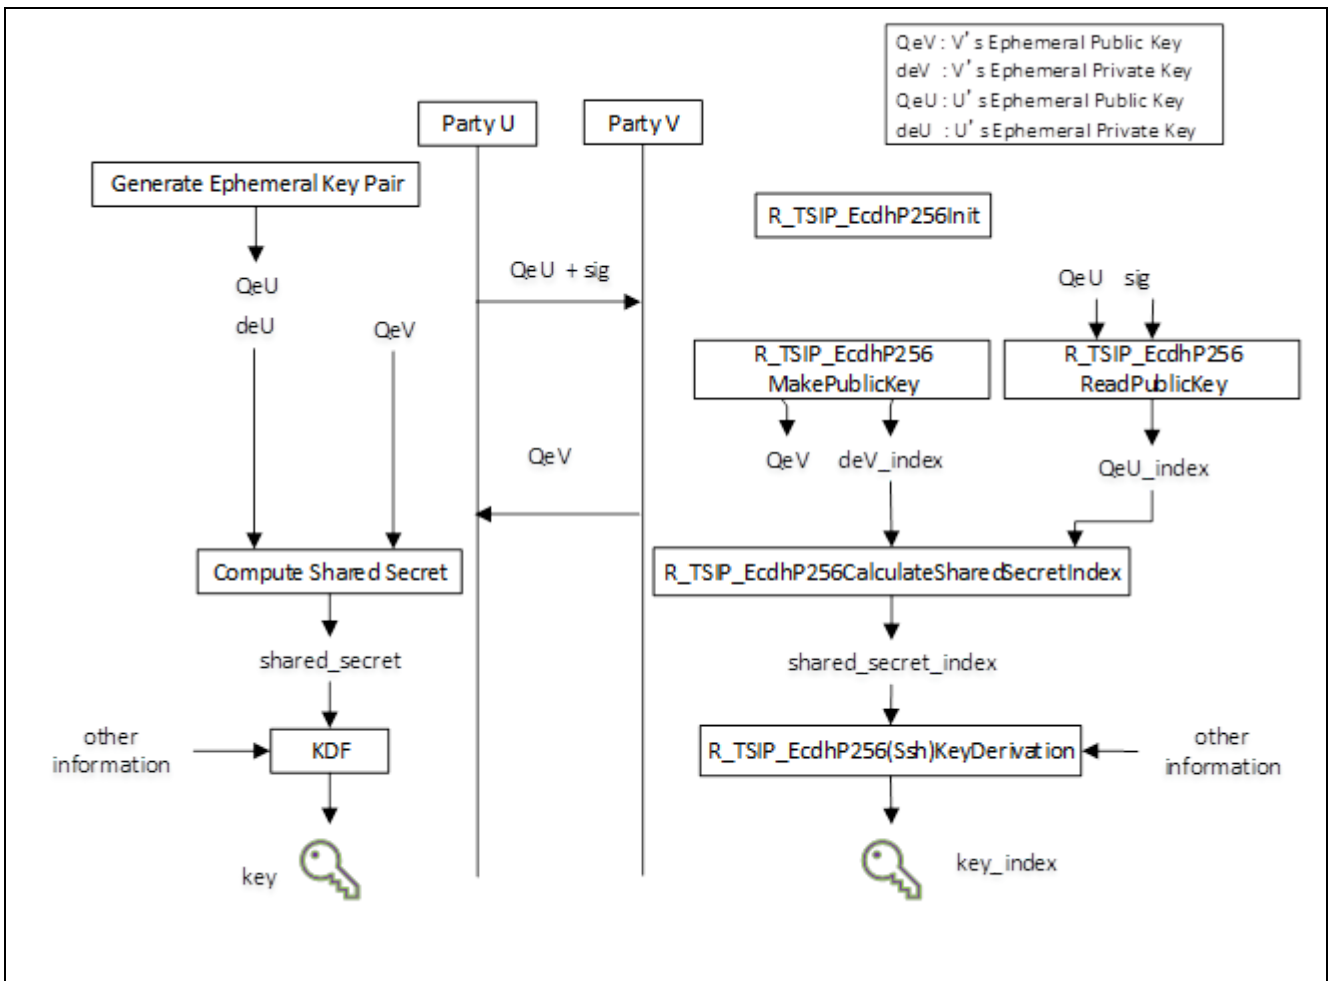 QeV : V's Ephemeral Public Key
deV : V's Ephemeral Private Key
QeU : U's Ephemeral Public Key
deU : U's Ephemeral Private Key
Party U
Party V
Generate Ephemeral Key Pair
R_TSIP_EcdhP256Init
QeU
deU
QeV
QeU + sig
QeU sig
R_TSIP_EcdhP256
MakePublicKey
R_TSIP_EcdhP256
ReadPublicKey
QeV
QeV
deV_index
QeU_index
Compute Shared Secret
R_TSIP_EcdhP256CalculateSharedSecretIndex
shared_secret
shared_secret_index
other
information
KDF
R_TSIP_EcdhP256(Ssh)KeyDerivation
other
information
key
key_index